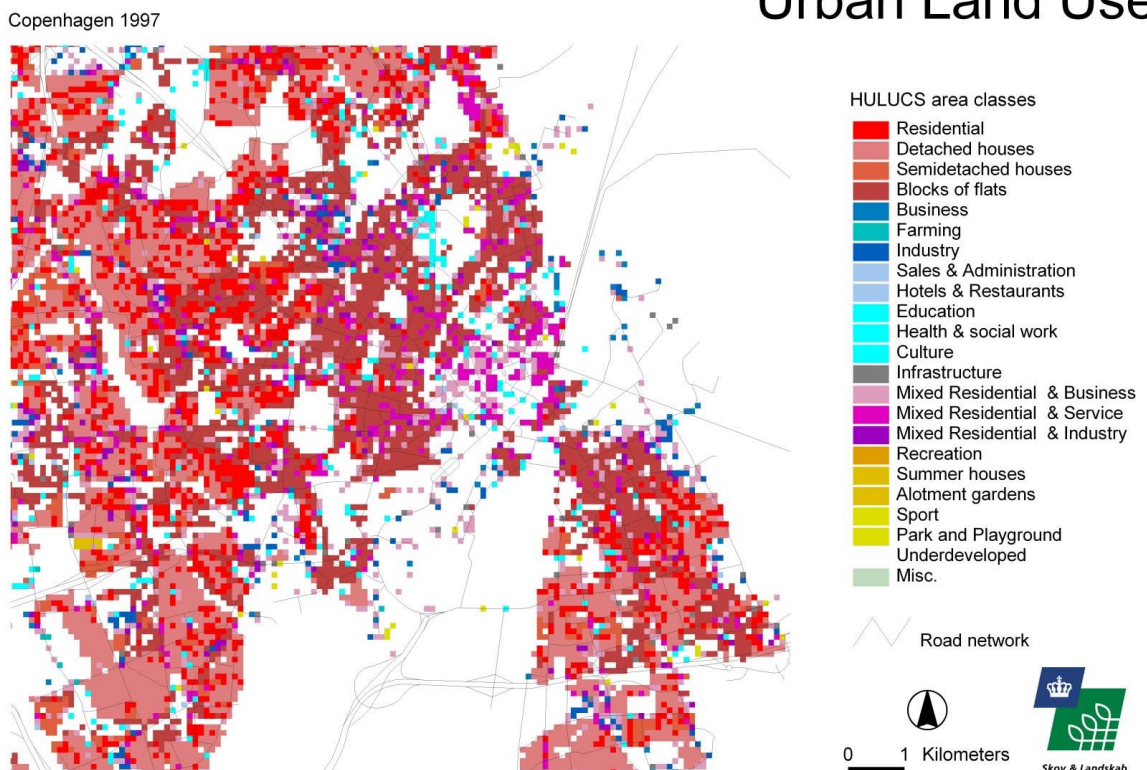 Urban Land Use
Copenhagen 1997
HULUCS area classes
Residential
Detached houses
Semidetached houses
Blocks of flats
Business
Farming
Industry
Sales & Administration
Hotels & Restaurants
Education
Health & social work
Culture
Infrastructure
Mixed Residential & Business
Mixed Residential & Service
Mixed Residential & Industry
Recreation
Summer houses
Alotment gardens
Sport
Park and Playground
Underdeveloped
Misc.
Road network
0 1 Kilometers
Skov & Landskab